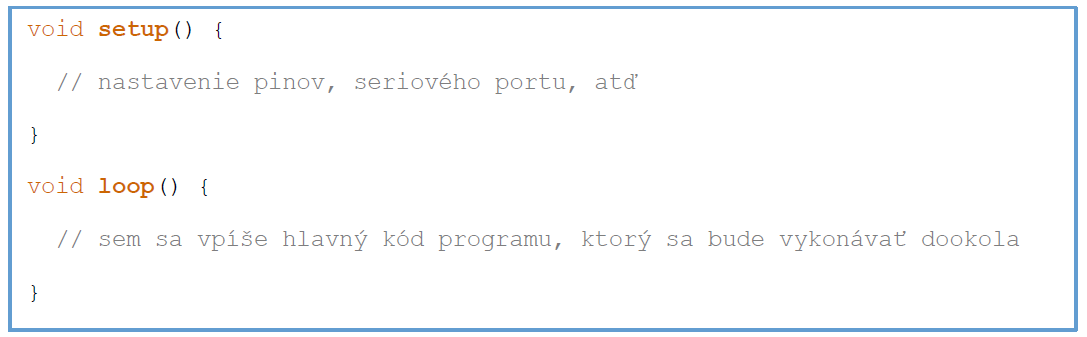 void setup() {
// nastavenie pinov, seriového portu, atď
}
void loop() {
// sem sa vpíše hlavný kód programu, ktorý sa bude vykonávať dookola
}